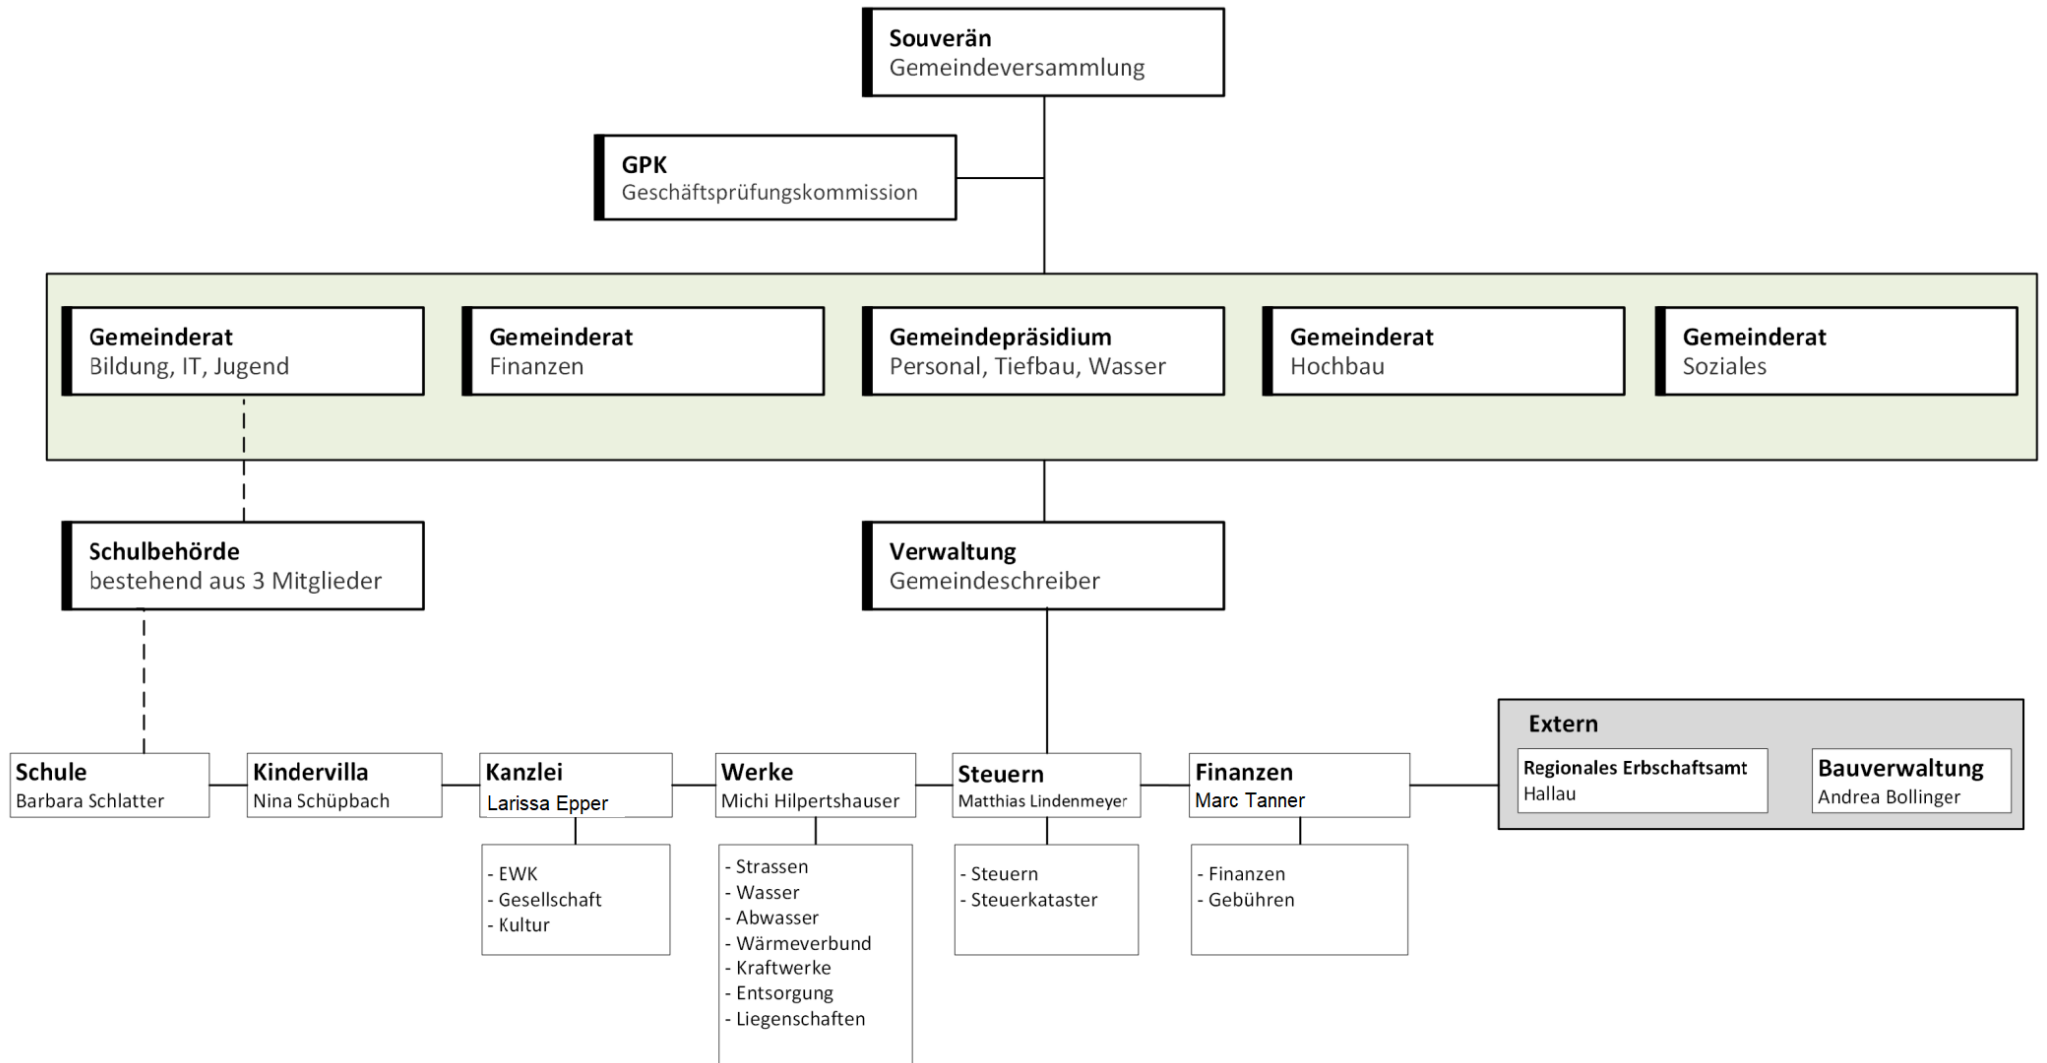 Souverän
Gemeindeversammlung
GPK
Geschäftsprüfungskommission
Gemeinderat
Bildung, IT, Jugend
Gemeinderat
Finanzen
Gemeindepräsidium
Personal, Tiefbau, Wasser
Gemeinderat
Hochbau
Gemeinderat
Soziales
Schulbehörde
bestehend aus 3 Mitglieder
Verwaltung
Gemeindeschreiber
Schule
Barbara Schlatter
Kindervilla
Nina Schüpbach
Kanzlei
Larissa Epper
- EWK
- Gesellschaft
- Kultur
Werke
Michi Hilpertshauser
- Strassen
- Wasser
- Abwasser
- Wärmeverbund
- Kraftwerke
- Entsorgung
- Liegenschaften
Steuern
Matthias Lindenmeyer
- Steuern
- Steuerkataster
Finanzen
Marc Tanner
- Finanzen
- Gebühren
Extern
Regionales Erbschaftsamt
Hallau
Bauverwaltung
Andrea Bollinger